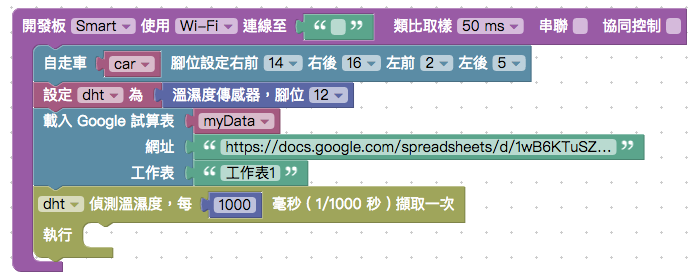 開發板 Smart 使用 Wi-Fi 連線至 “ ” 類比取樣 50 ms 串聯 協同控制
自走車 car 腳位設定右前 14 右後 16 左前 2 左後 5
設定 dht 為 溫濕度傳感器，腳位 12
載入 Google 試算表 myData
網址 “ https://docs.google.com/spreadsheets/d/1wB6KTuSZ... ”
工作表 “ 工作表1 ”
dht 偵測溫濕度，每 1000 毫秒（1/1000 秒）擷取一次
執行